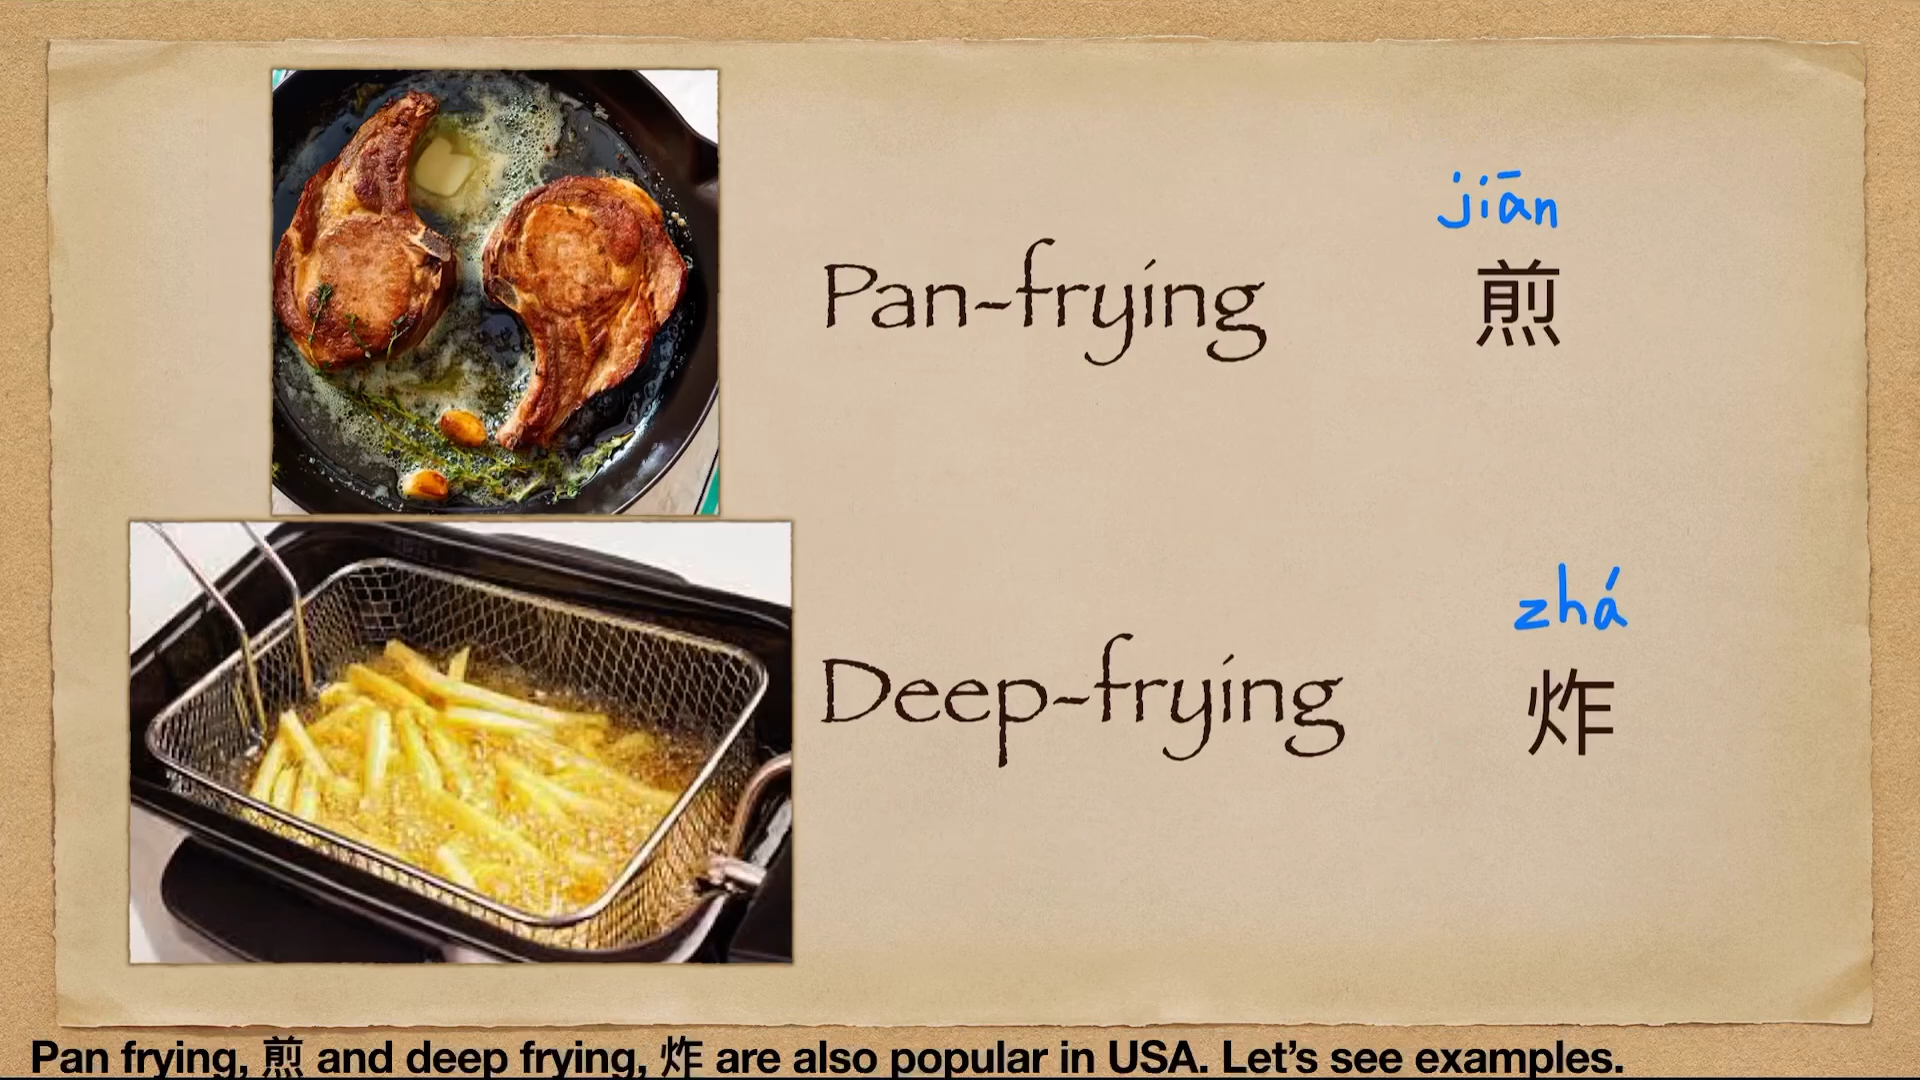 jiān
Pan-frying 煎
zhá
Deep-frying 炸
Pan frying, 煎 and deep frying, 炸 are also popular in USA. Let’s see examples.